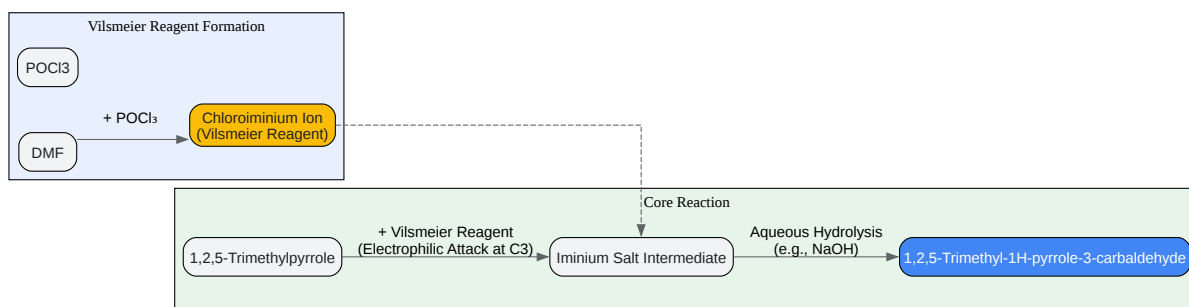 Vilsmeier Reagent Formation
POCl3
+ POCl₃
Chloroiminium Ion
(Vilsmeier Reagent)
DMF
Core Reaction
1,2,5-Trimethylpyrrole
+ Vilsmeier Reagent
(Electrophilic Attack at C3)
Iminium Salt Intermediate
Aqueous Hydrolysis
(e.g., NaOH)
1,2,5-Trimethyl-1H-pyrrole-3-carbaldehyde